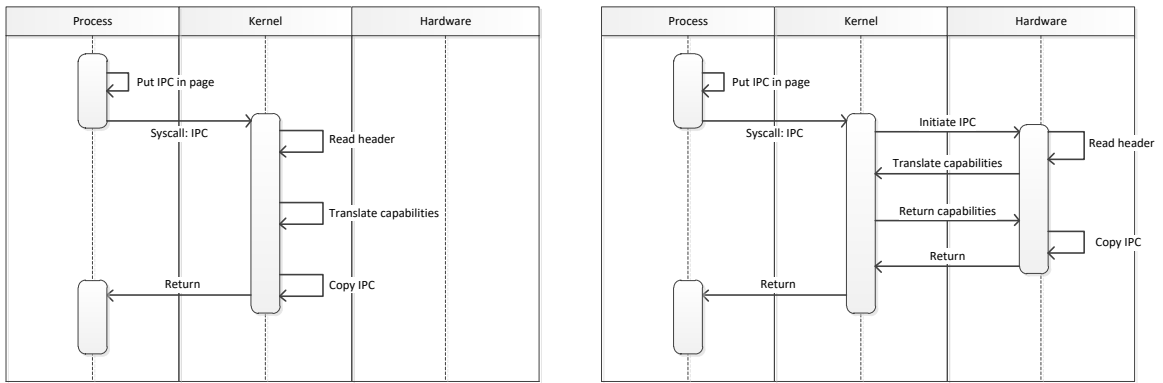 Process Kernel Hardware
Put IPC in page
Syscall: IPC
Read header
Translate capabilities
Return
Copy IPC
Process Kernel Hardware
Put IPC in page
Syscall: IPC
Initiate IPC
Read header
Translate capabilities
Return capabilities
Copy IPC
Return
Return